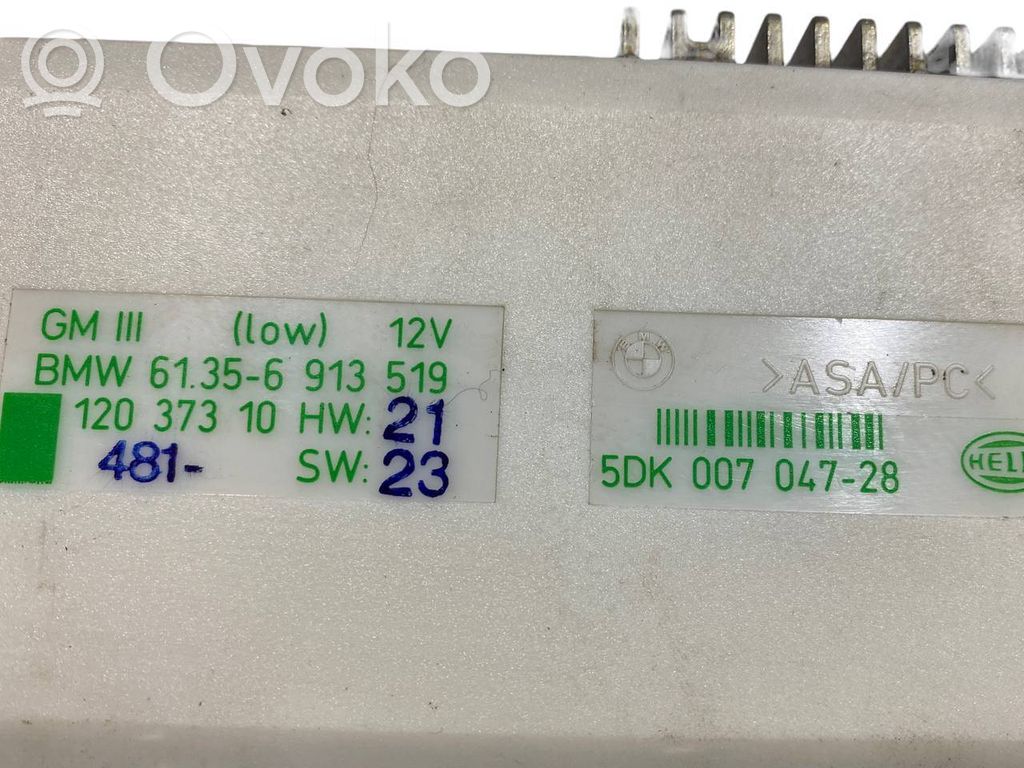 Ovoko
GM III (low) 12V
BMW 61.35-6 913 519
120 373 10 HW: 21
481- SW: 23
BMW
>ASA/PC<
5DK 007 047-28